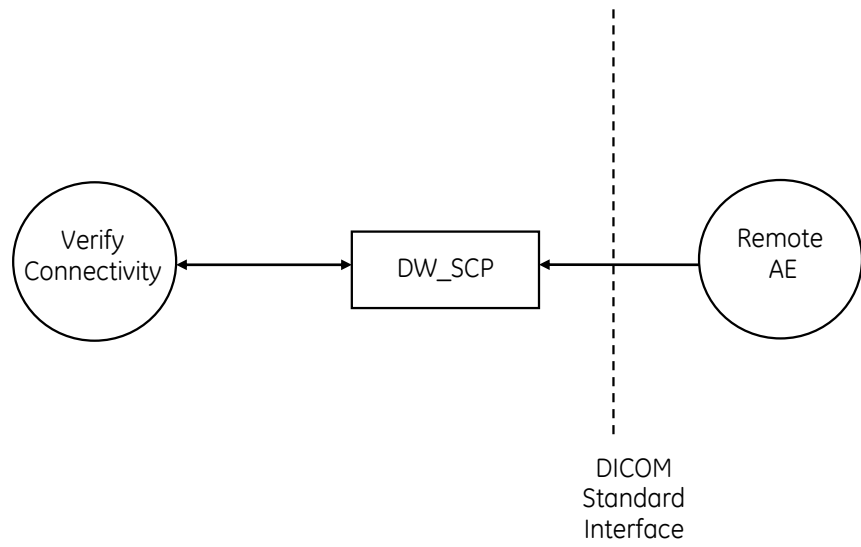 Verify
Connectivity
DW_SCP
Remote
AE
DICOM
Standard
Interface